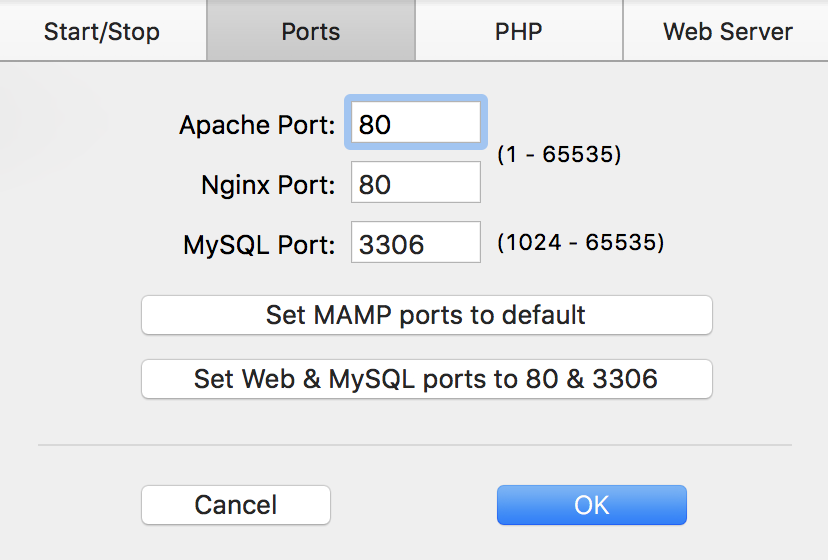 Start/Stop Ports PHP Web Server
Apache Port: 80
(1 - 65535)
Nginx Port: 80
MySQL Port: 3306 (1024 - 65535)
Set MAMP ports to default
Set Web & MySQL ports to 80 & 3306
Cancel OK